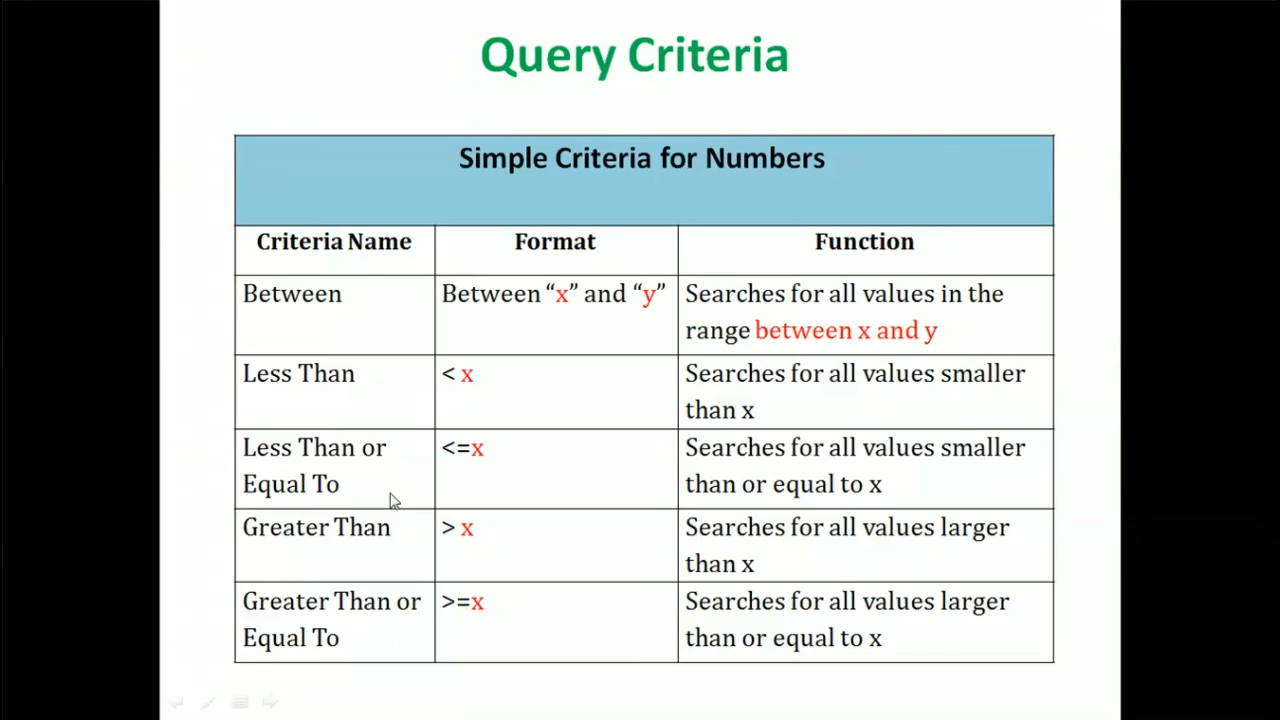 Query Criteria
Simple Criteria for Numbers
Criteria Name Format Function
Between Between “x” and “y” Searches for all values in the
range between x and y
Less Than < x Searches for all values smaller
than x
Less Than or <=x Searches for all values smaller
Equal To than or equal to x
Greater Than > x Searches for all values larger
than x
Greater Than or >=x Searches for all values larger
Equal To than or equal to x